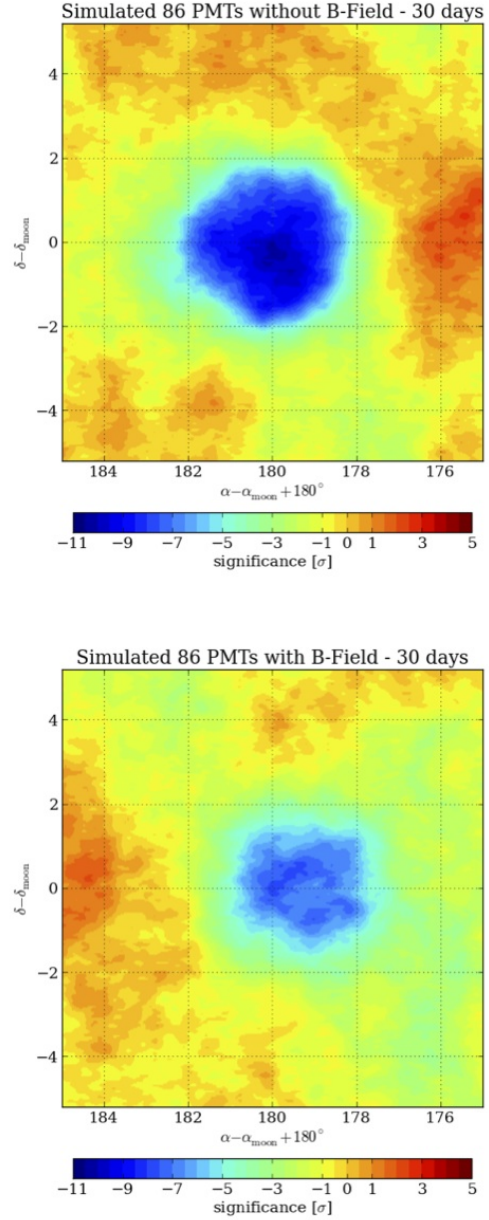 Simulated 86 PMTs without B-Field - 30 days
4
2
0
−2
−4
δ−δmoon
184 182 180 178 176
α−αmoon+180°
−11 −9 −7 −5 −3 −1 0 1 3 5
significance [σ]
Simulated 86 PMTs with B-Field - 30 days
4
2
0
−2
−4
δ−δmoon
184 182 180 178 176
α−αmoon+180°
−11 −9 −7 −5 −3 −1 0 1 3 5
significance [σ]